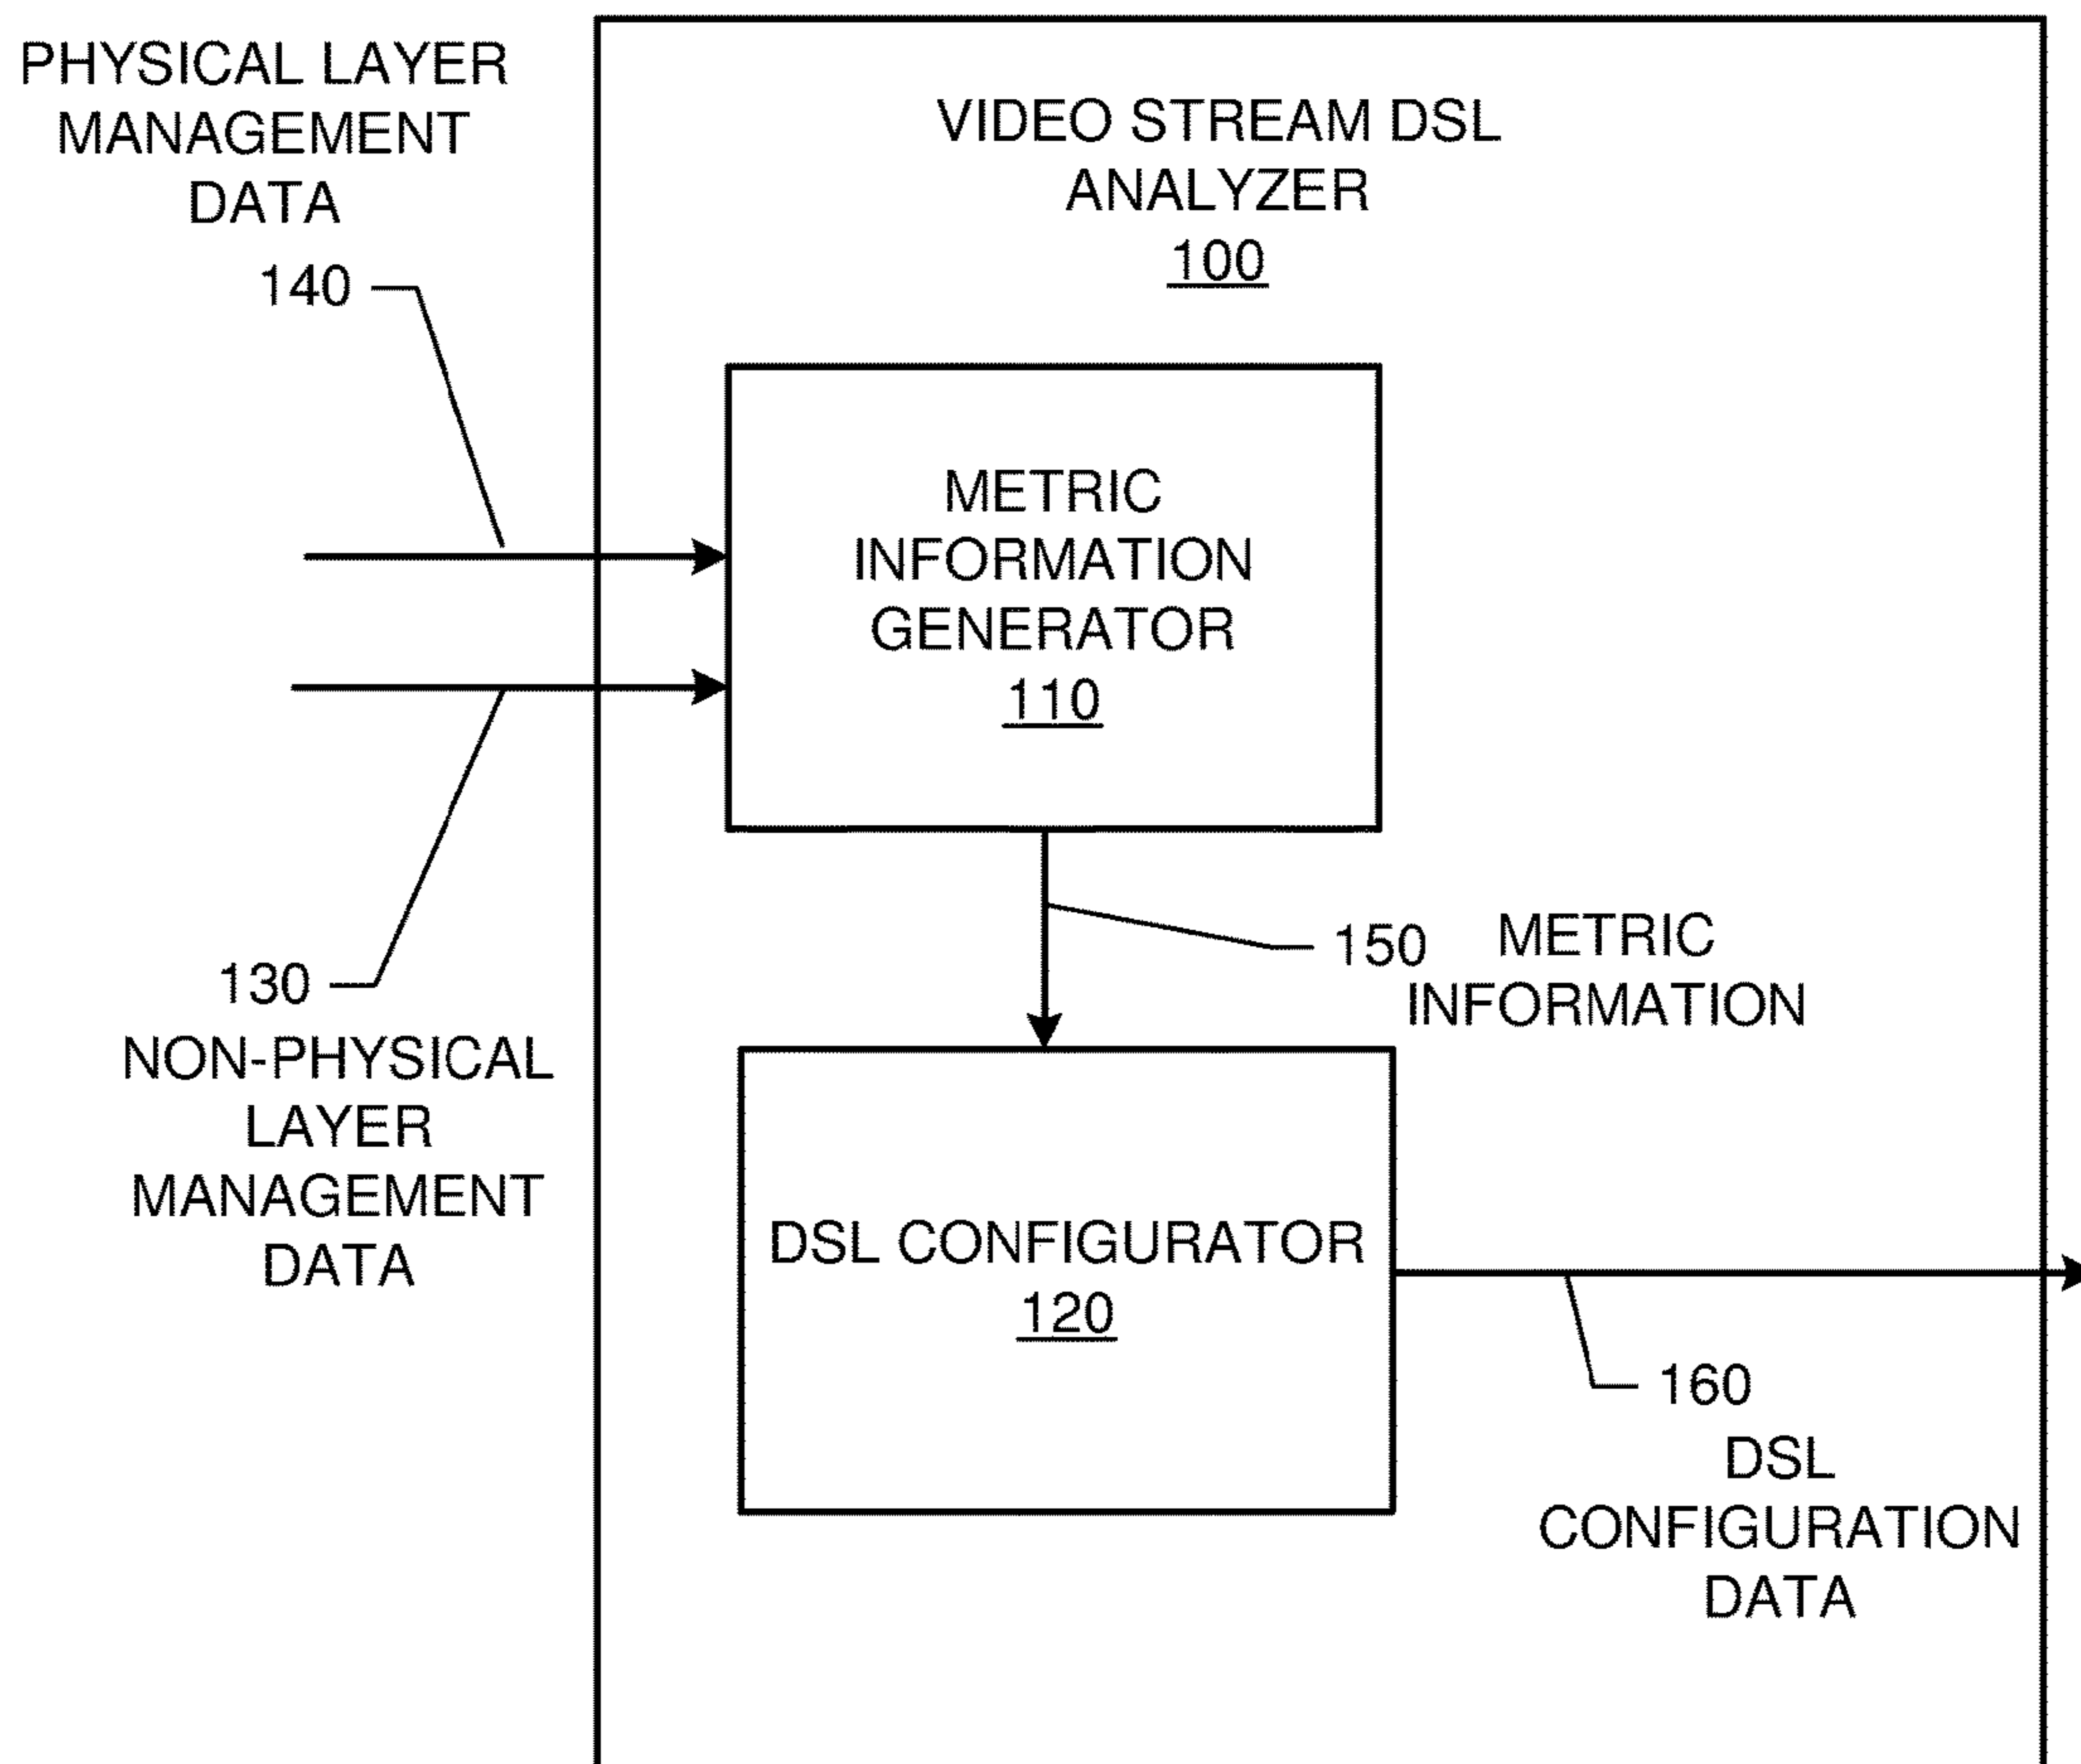 PHYSICAL LAYER
MANAGEMENT
DATA
140
VIDEO STREAM DSL
ANALYZER
100
METRIC
INFORMATION
GENERATOR
110
130
NON-PHYSICAL
LAYER
MANAGEMENT
DATA
150
METRIC
INFORMATION
DSL CONFIGURATOR
120
160
DSL
CONFIGURATION
DATA